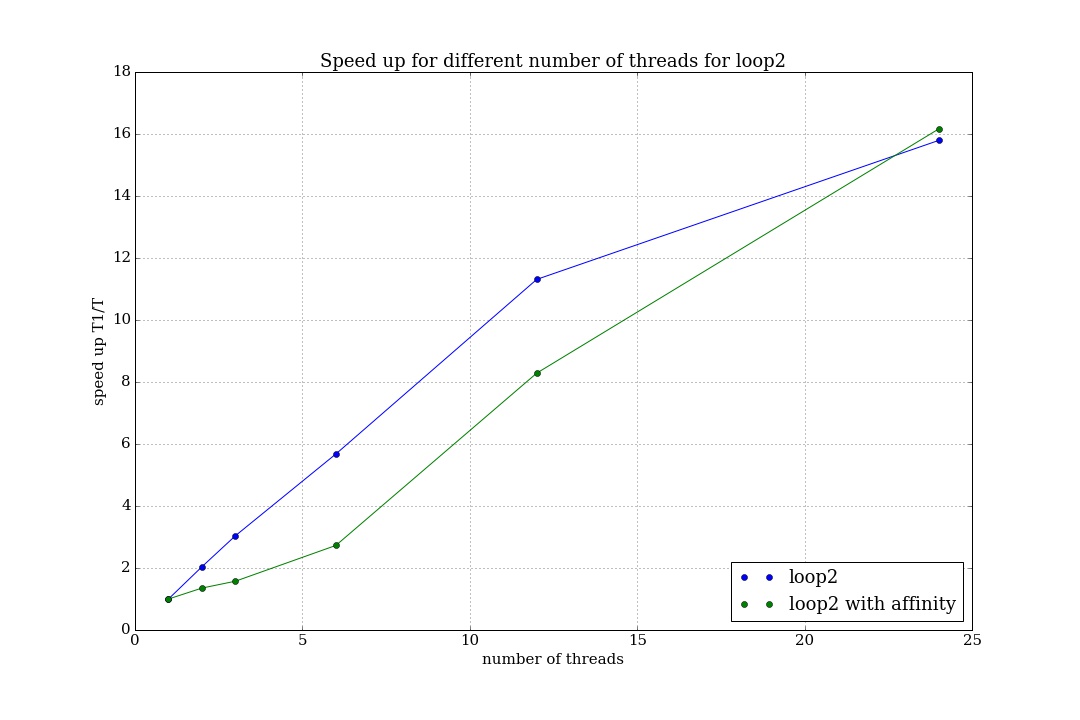 Speed up for different number of threads for loop2
18
16
14
12
10
8
6
4
2
0
speed up T1/T
0 5 10 15 20 25
number of threads
loop2
loop2 with affinity